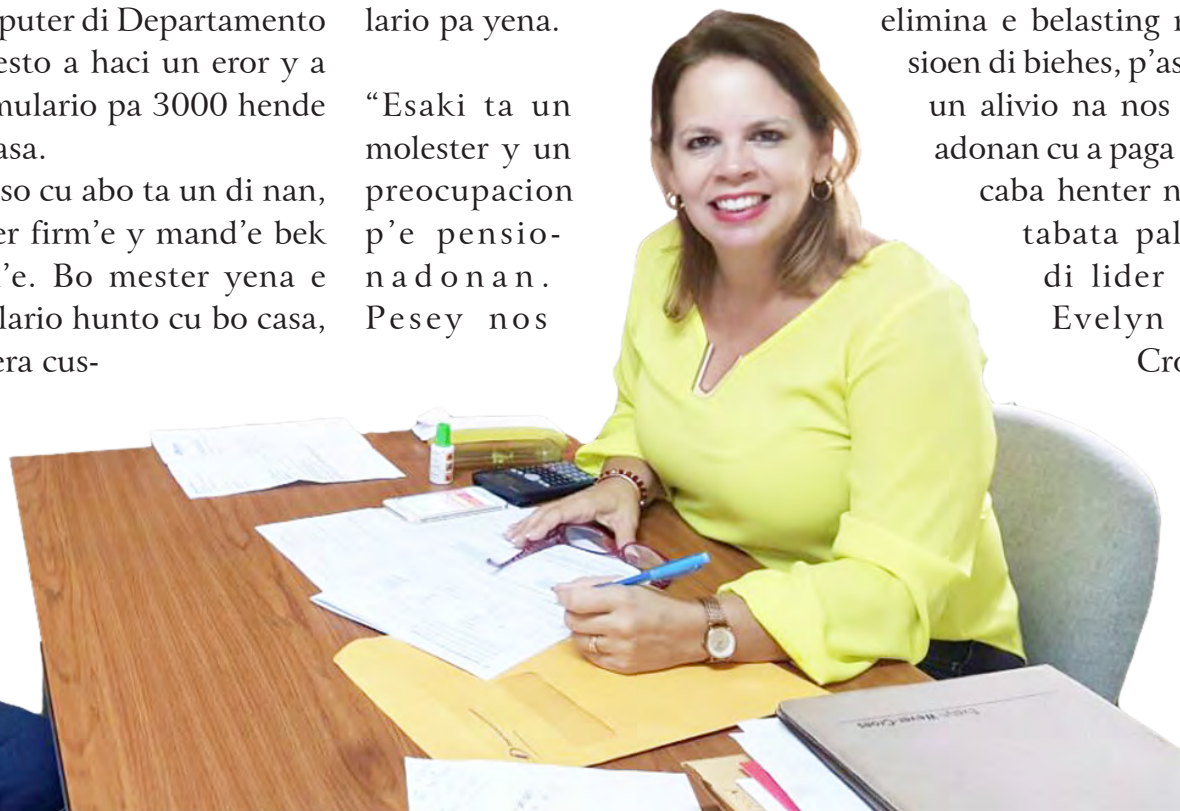 puter di Departamento
esto a haci un eror y a
mulario pa 3000 hende
asa.
so cu abo ta un di nan,
er firm’e y mand’e bek
’e. Bo mester yena e
lario hunto cu bo casa,
era cus-
lario pa yena.
“Esaki ta un
molester y un
preocupacion
p’e pensio-
nadonan.
Pesey nos
elimina e belasting
sioen di biehes, p’as
un alivio na nos
adonan cu a paga
caba henter
tabata pal
di lider
Evelyn
Cro
Evelyn Wever-Croes